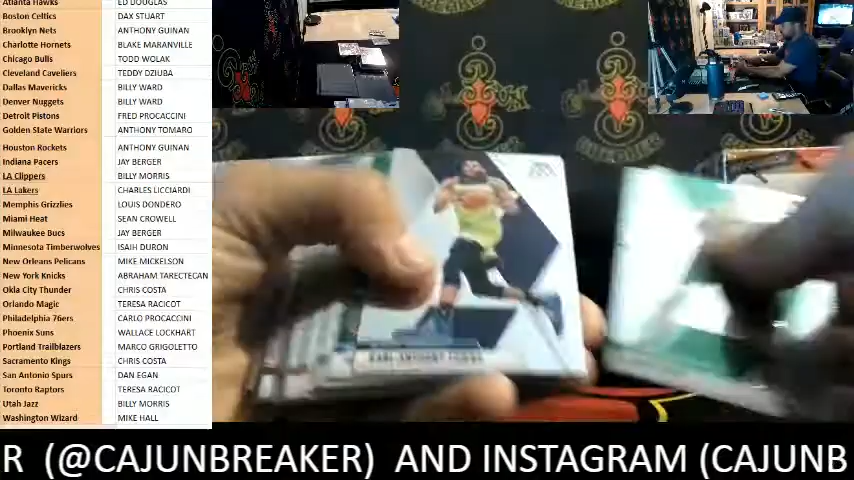 Atlanta Hawks ED DOUGLAS
Boston Celtics DAX STUART
Brooklyn Nets ANTHONY GUINAN
Charlotte Hornets BLAKE MARANVILLE
Chicago Bulls TODD WOLAK
Cleveland Cavaliers TEDDY DZIUBA
Dallas Mavericks BILLY WARD
Denver Nuggets BILLY WARD
Detroit Pistons FRED PROCACCINI
Golden State Warriors ANTHONY TOMARO
Houston Rockets ANTHONY GUINAN
Indiana Pacers JAY BERGER
LA Clippers BILLY MORRIS
LA Lakers CHARLES LICCIARDI
Memphis Grizzlies LOUIS DONDERO
Miami Heat SEAN CROWELL
Milwaukee Bucs JAY BERGER
Minnesota Timberwolves ISAIH DURON
New Orleans Pelicans MIKE MICKELSON
New York Knicks ABRAHAM TARECTECAN
Okla City Thunder CHRIS COSTA
Orlando Magic TERESA RACICOT
Philadelphia 76ers CARLO PROCACCINI
Phoenix Suns WALLACE LOCKHART
Portland Trailblazers MARCO GRIGOLETTO
Sacramento Kings CHRIS COSTA
San Antonio Spurs DAN EGAN
Toronto Raptors TERESA RACICOT
Utah Jazz BILLY MORRIS
Washington Wizard MIKE HALL
KARL-ANTHONY TOWNS
R (@CAJUNBREAKER) AND INSTAGRAM (CAJUNB